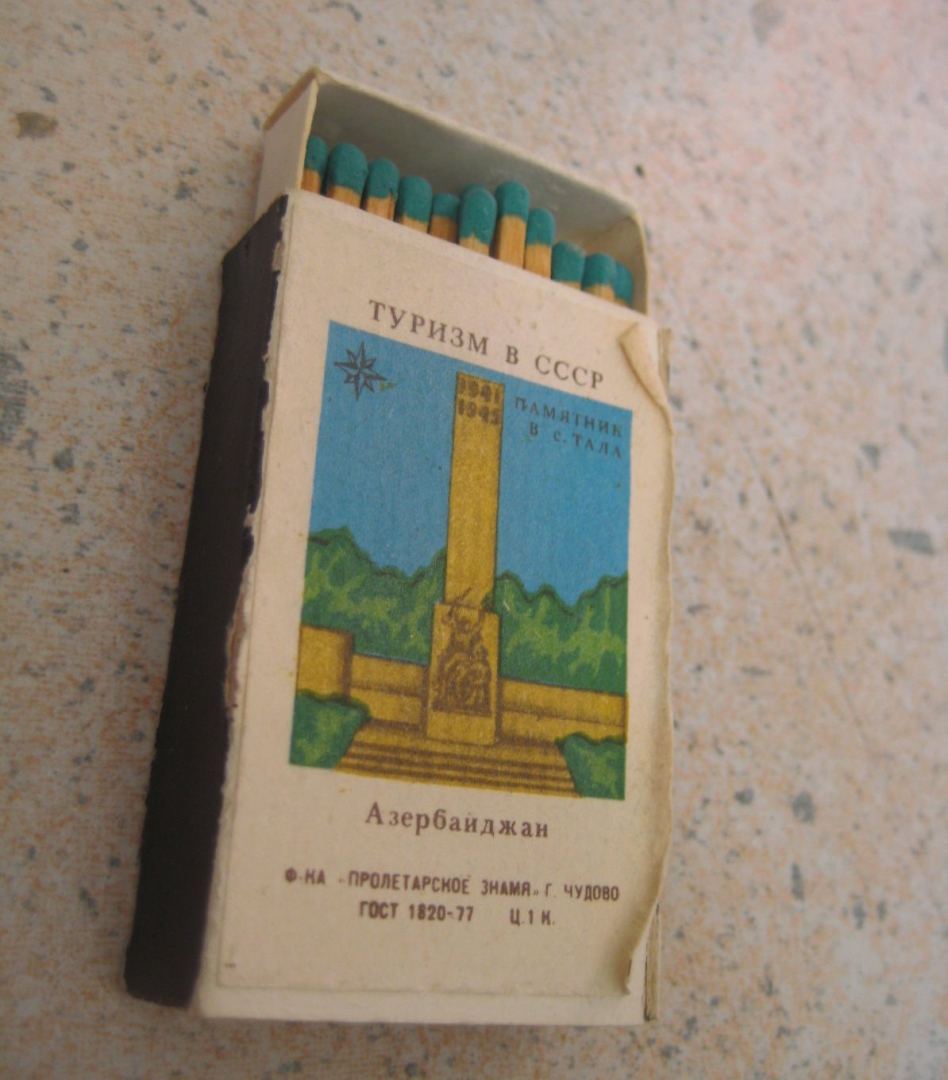 ТУРИЗМ В СССР
1941
1945
ПАМЯТНИК
В С. ТАЛА
Азербайджан
Ф-КА «ПРОЛЕТАРСКОЕ ЗНАМЯ» Г. ЧУДОВО
ГОСТ 1820-77 Ц. 1 К.